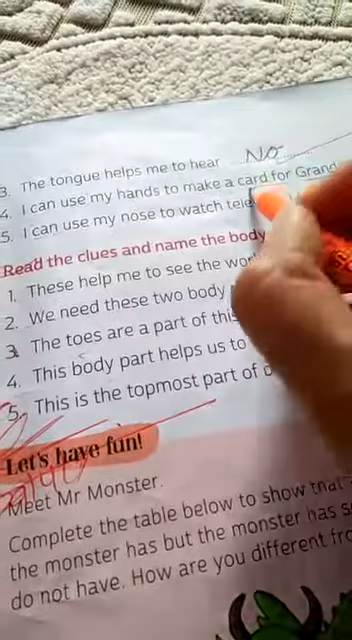 3. The tongue helps me to hear NO
4. I can use my hands to make a card for Grand
5. I can use my nose to watch tele
Read the clues and name the body
1. These help me to see the wor
2. We need these two body
3. The toes are a part of this
4. This body part helps us to
5. This is the topmost part of
Let's have fun!
Meet Mr Monster.
Complete the table below to show that
the monster has but the monster has s
do not have. How are you different fro